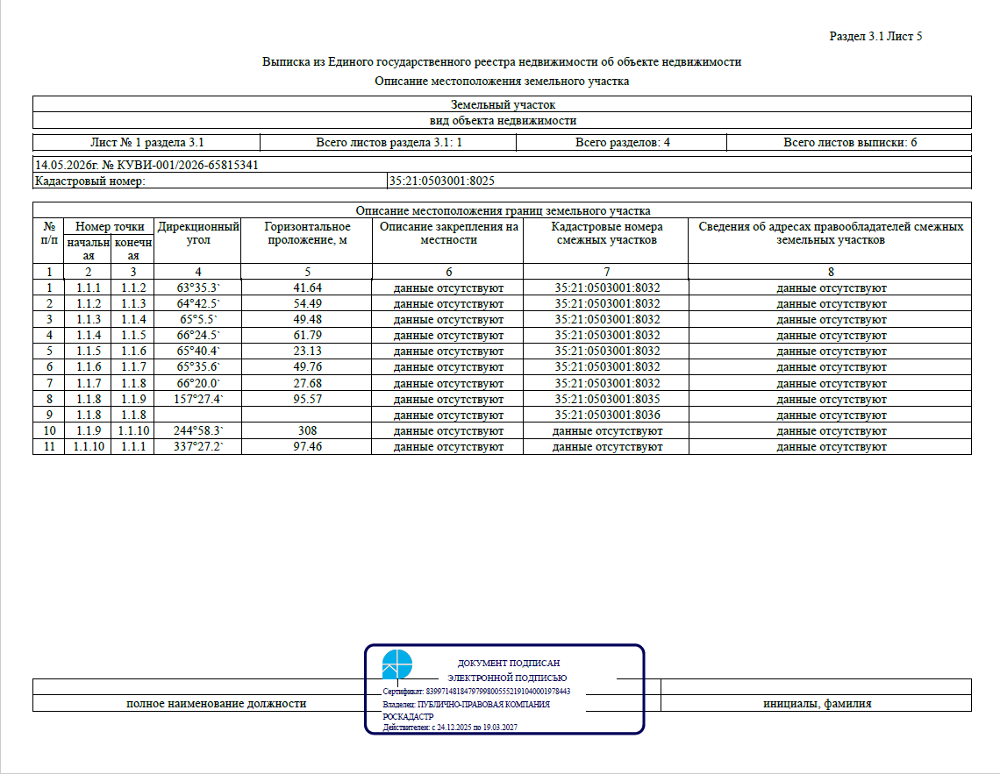 Раздел 3.1 Лист 5
Выписка из Единого государственного реестра недвижимости об объекте недвижимости
Описание местоположения земельного участка
Земельный участок
вид объекта недвижимости
Лист № 1 раздела 3.1 Всего листов раздела 3.1: 1 Всего разделов: 4 Всего листов выписки: 6
14.05.2026г. № КУВИ-001/2026-65815341
Кадастровый номер: 35:21:0503001:8025
Описание местоположения границ земельного участка
№ Номер точки Дирекционный Горизонтальное Описание закрепления на Кадастровые номера Сведения об адресах правообладателей смежных
п/п начальн конечн угол проложение, м местности смежных участков земельных участков
ая ая
1 2 3 4 5 6 7 8
1 1.1.1 1.1.2 63°35.3` 41.64 данные отсутствуют 35:21:0503001:8032 данные отсутствуют
2 1.1.2 1.1.3 64°42.5` 54.49 данные отсутствуют 35:21:0503001:8032 данные отсутствуют
3 1.1.3 1.1.4 65°5.5` 49.48 данные отсутствуют 35:21:0503001:8032 данные отсутствуют
4 1.1.4 1.1.5 66°24.5` 61.79 данные отсутствуют 35:21:0503001:8032 данные отсутствуют
5 1.1.5 1.1.6 65°40.4` 23.13 данные отсутствуют 35:21:0503001:8032 данные отсутствуют
6 1.1.6 1.1.7 65°35.6` 49.76 данные отсутствуют 35:21:0503001:8032 данные отсутствуют
7 1.1.7 1.1.8 66°20.0` 27.68 данные отсутствуют 35:21:0503001:8032 данные отсутствуют
8 1.1.8 1.1.9 157°27.4` 95.57 данные отсутствуют 35:21:0503001:8035 данные отсутствуют
9 1.1.8 1.1.8 данные отсутствуют 35:21:0503001:8036 данные отсутствуют
10 1.1.9 1.1.10 244°58.3` 308 данные отсутствуют данные отсутствуют данные отсутствуют
11 1.1.10 1.1.1 337°27.2` 97.46 данные отсутствуют данные отсутствуют данные отсутствуют
ДОКУМЕНТ ПОДПИСАН
ЭЛЕКТРОННОЙ ПОДПИСЬЮ
Сертификат: 83997148184797998005552191040001978443
Владелец: ПУБЛИЧНО-ПРАВОВАЯ КОМПАНИЯ
РОСКАДАСТР
Действителен: с 24.12.2025 по 19.03.2027
полное наименование должности инициалы, фамилия